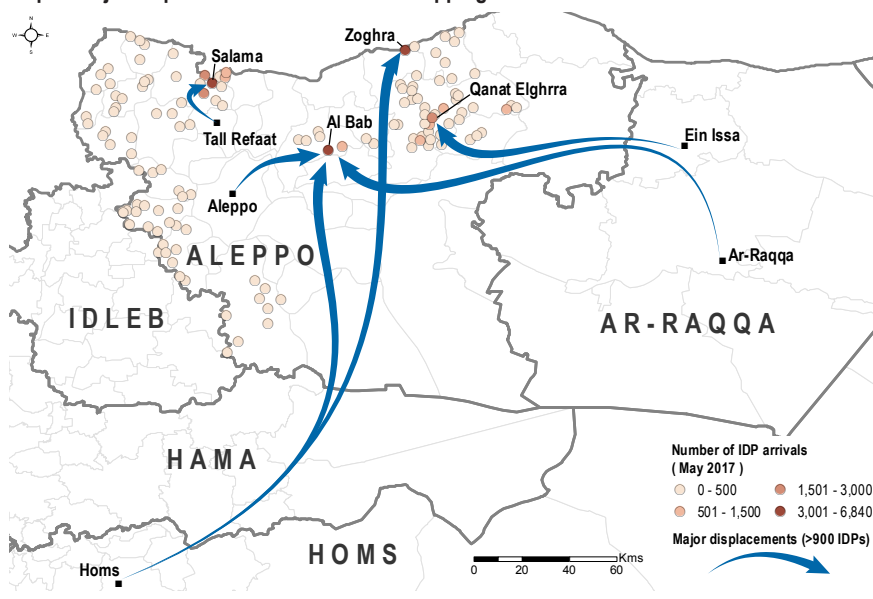 N
W E
S
Salama
Zoghra
Qanat Elghrra
Al Bab
Tall Refaat
Ein Issa
Aleppo
ALEPPO
Ar-Raqqa
IDLEB
AR-RAQQA
HAMA
HOMS
Homs
Number of IDP arrivals
( May 2017 )
0 - 500 1,501 - 3,000
501 - 1,500 3,001 - 6,840
Major displacements (>900 IDPs)
Kms
0 10 20 40 60